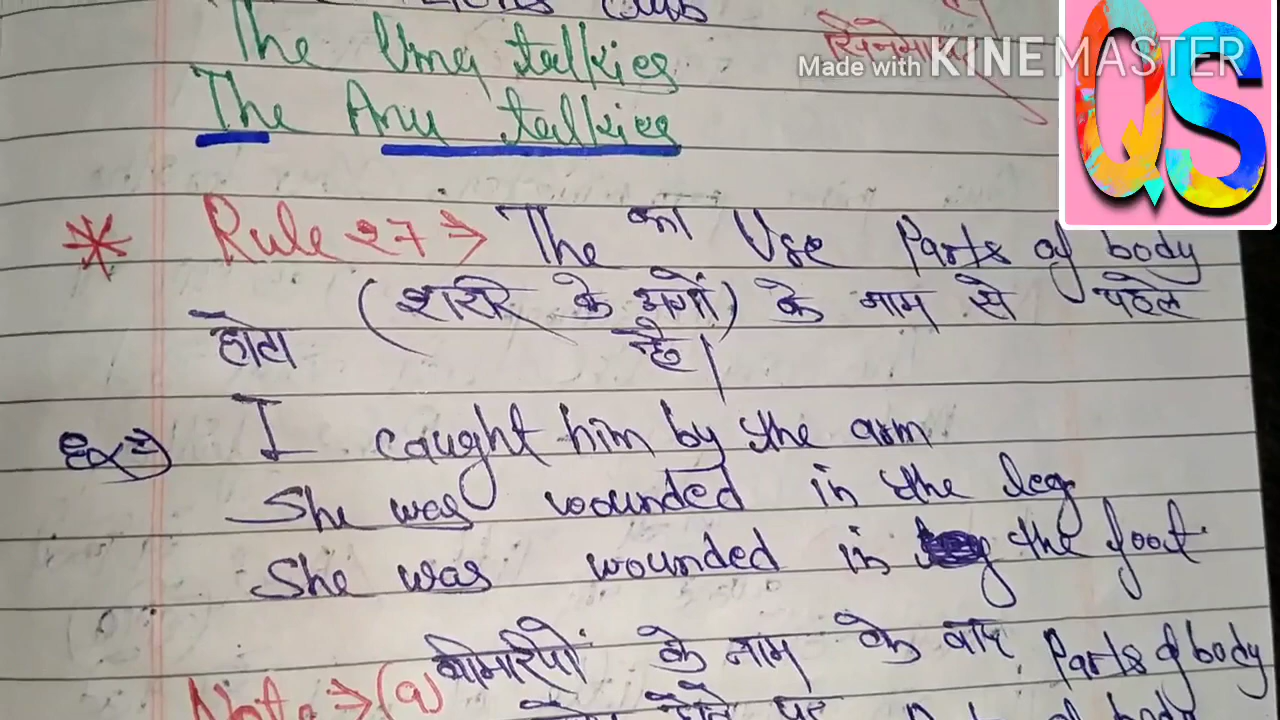 The Uma talkies
सिनेमा
Made with KINEMASTER
QS
The Anu talkies
* Rule 27 ⇒ The का Use Parts of body
(शरीर के अंगों) के नाम से पहले
होता है।
Ex ⇒ I caught him by the arm
She was wounded in the leg
She was wounded in the foot
Note ⇒ (a) बीमारियों के नाम के बाद Parts of body
होने पर